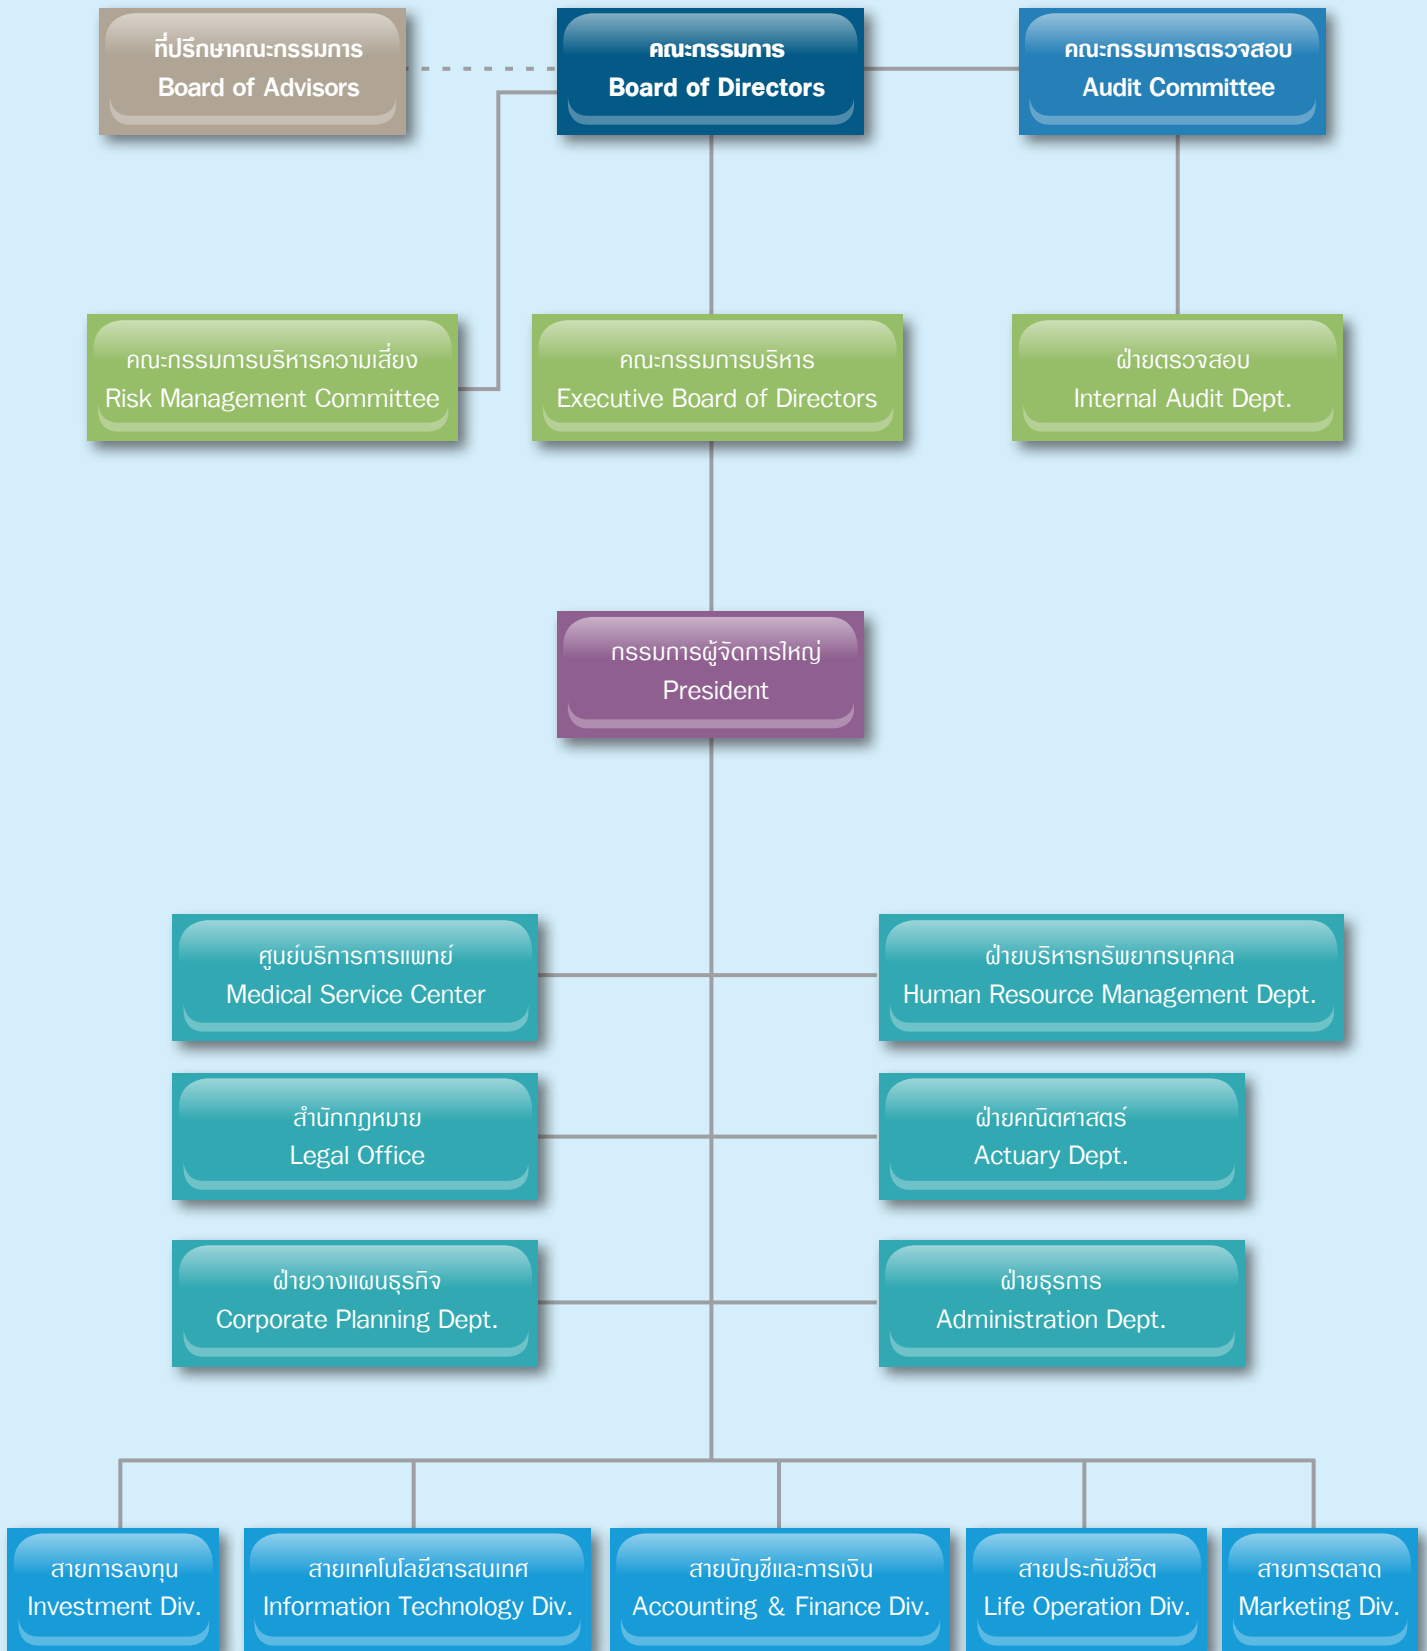 ที่ปรึกษาคณะกรรมการ
Board of Advisors
คณะกรรมการ
Board of Directors
คณะกรรมการตรวจสอบ
Audit Committee
คณะกรรมการบริหารความเสี่ยง
Risk Management Committee
คณะกรรมการบริหาร
Executive Board of Directors
ฝ่ายตรวจสอบ
Internal Audit Dept.
กรรมการผู้จัดการใหญ่
President
ศูนย์บริการการแพทย์
Medical Service Center
ฝ่ายบริหารทรัพยากรบุคคล
Human Resource Management Dept.
สำนักกฎหมาย
Legal Office
ฝ่ายคณิตศาสตร์
Actuary Dept.
ฝ่ายวางแผนธุรกิจ
Corporate Planning Dept.
ฝ่ายธุรการ
Administration Dept.
สายการลงทุน
Investment Div.
สายเทคโนโลยีสารสนเทศ
Information Technology Div.
สายบัญชีและการเงิน
Accounting & Finance Div.
สายประกันชีวิต
Life Operation Div.
สายการตลาด
Marketing Div.